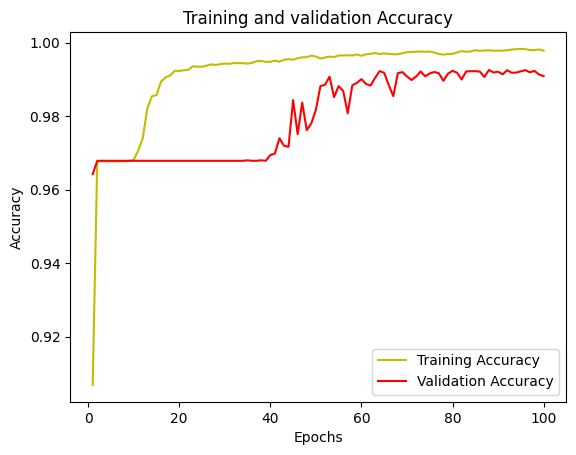 Training and validation Accuracy
1.00
0.98
0.96
0.94
0.92
Accuracy
0
20
40
60
80
100
Epochs
Training Accuracy
Validation Accuracy